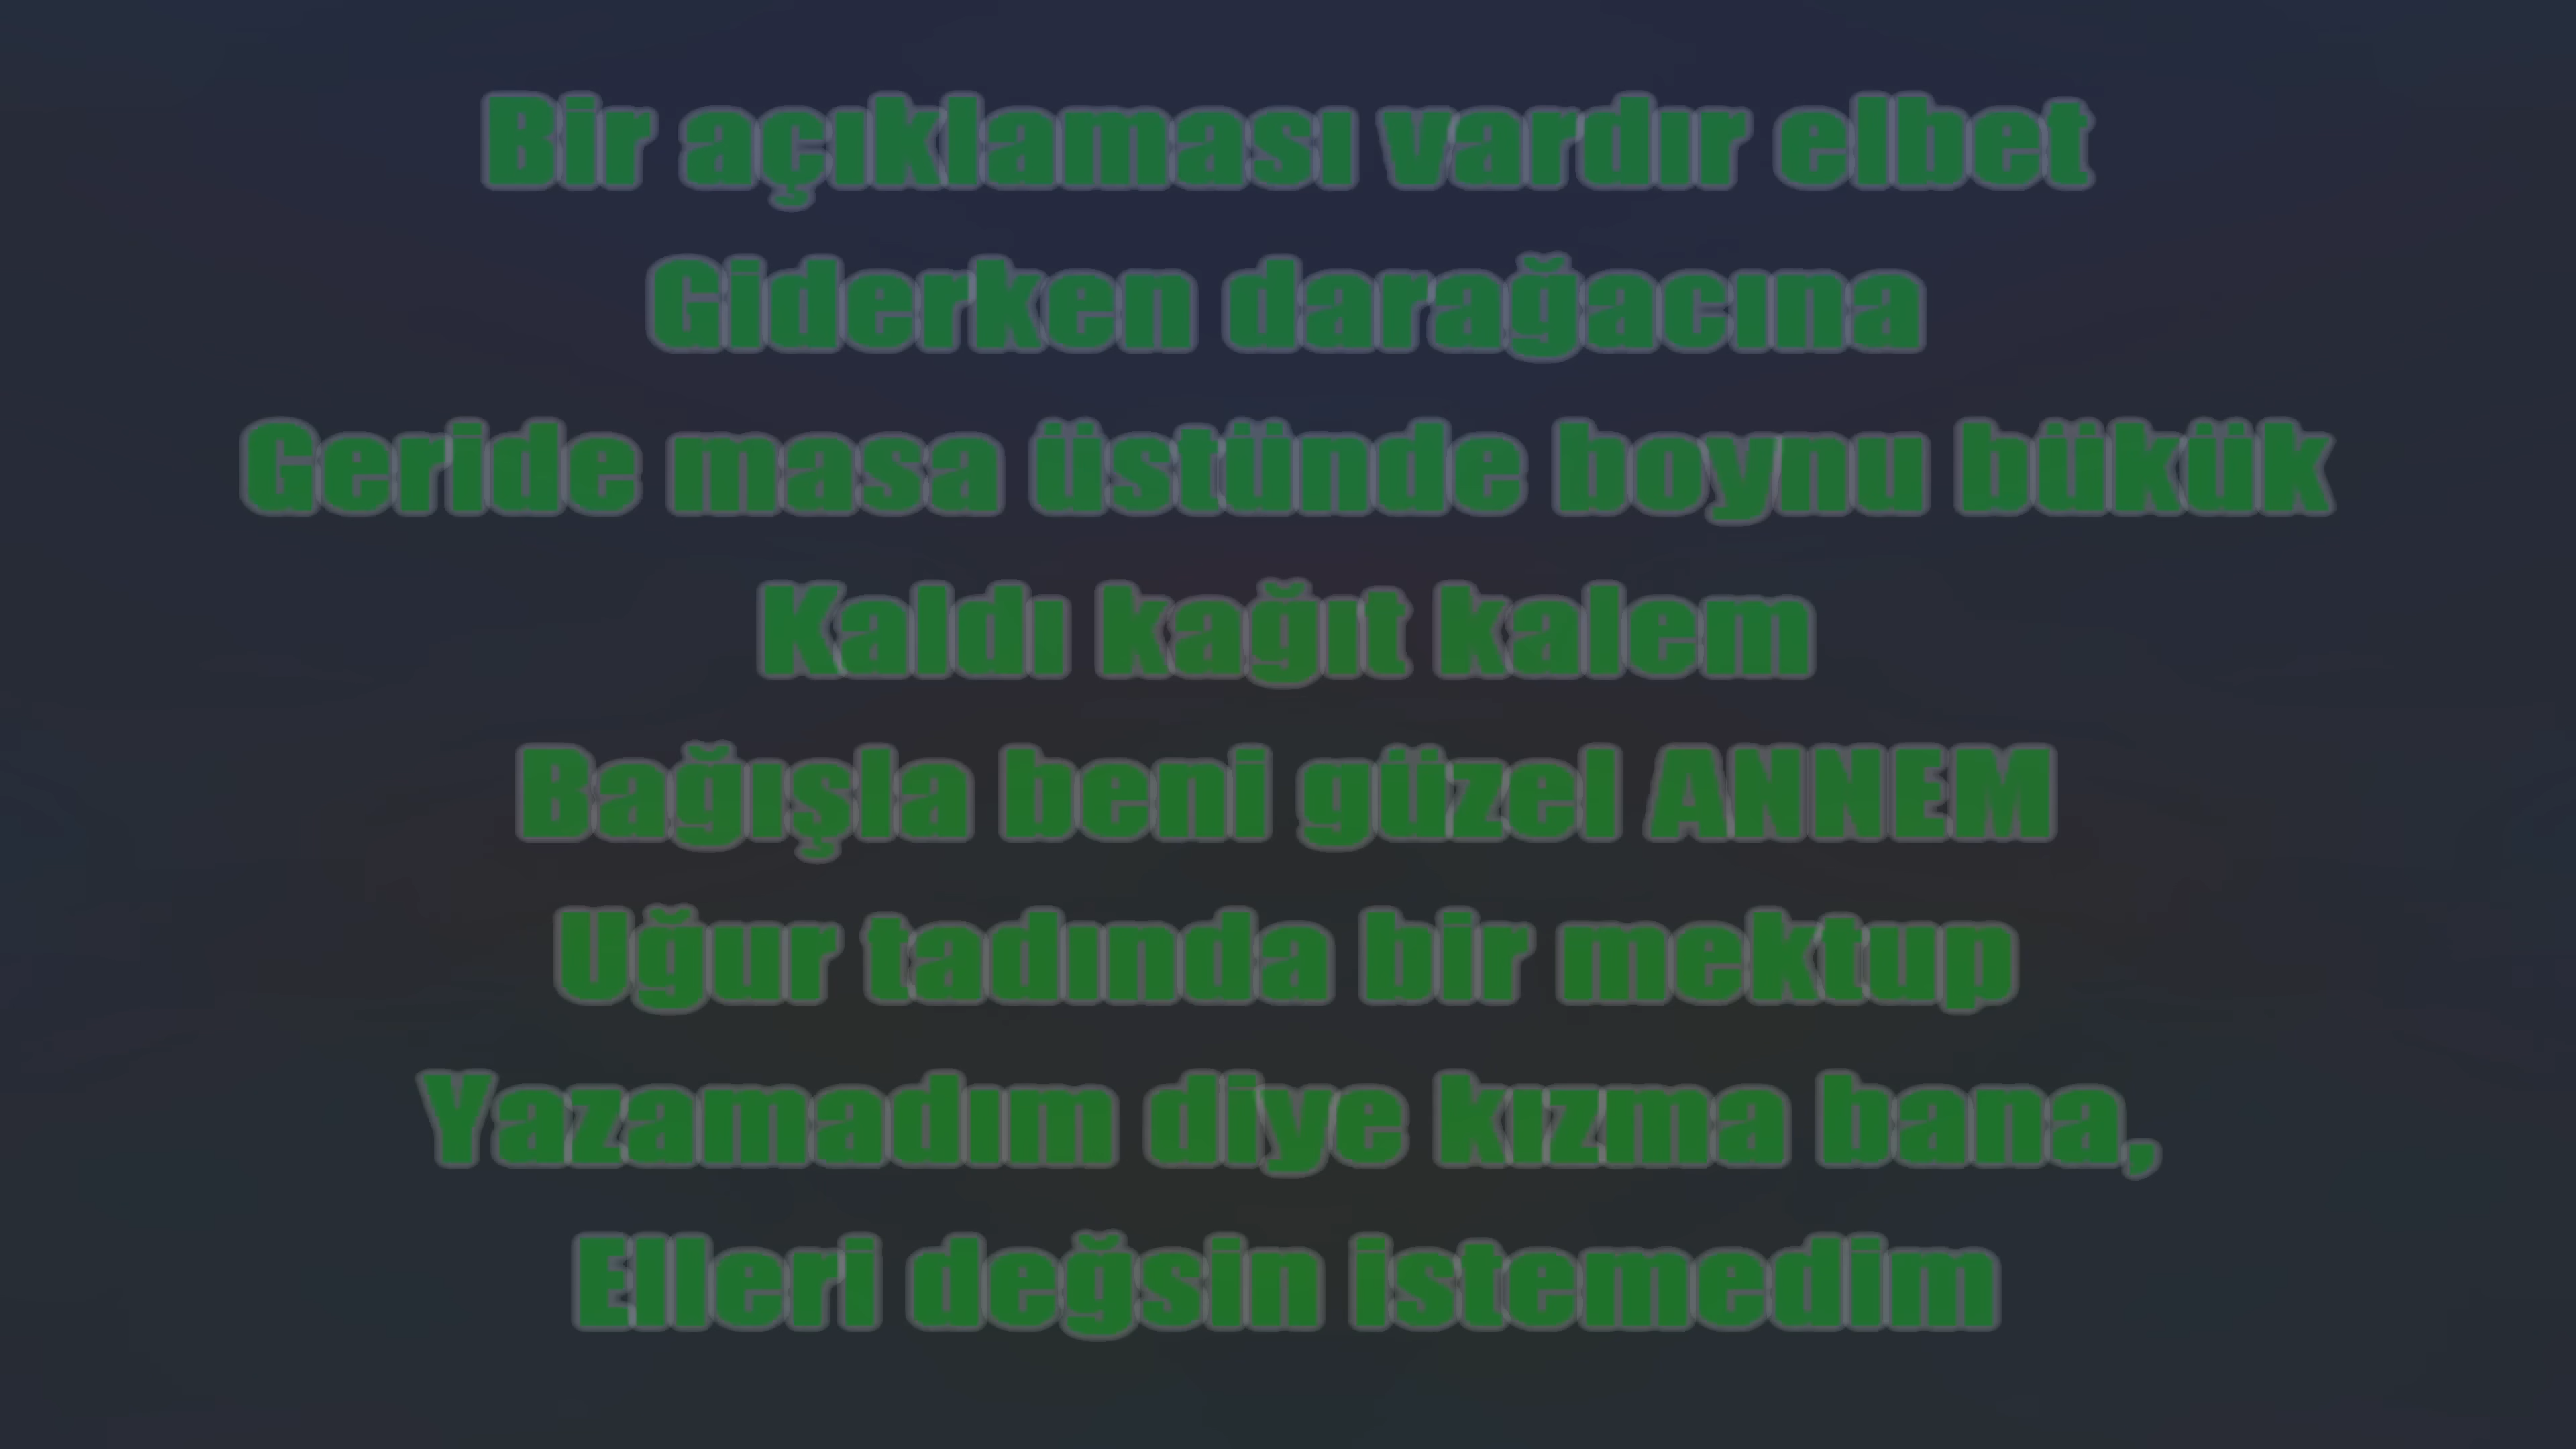 Bir açıklaması vardır elbet
Giderken darağacına
Geride masa üstünde boynu bükük
Kaldı kağıt kalem
Bağışla beni güzel ANNEM
Uğur tadında bir mektup
Yazamadım diye kızma bana,
Elleri değsin istemedim